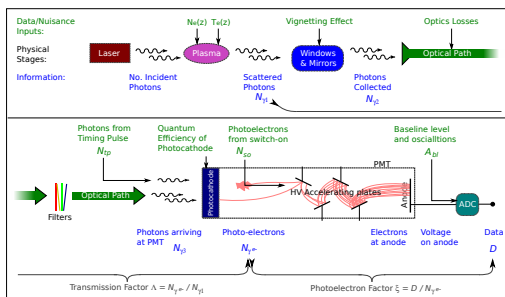 Data/Nuisance
Inputs:
Nₑ(z) Tₑ(z)
Vignetting Effect
Optics Losses
Physical
Stages:
Laser
Plasma
Windows
& Mirrors
Optical Path
Information:
No. Incident
Photons
Scattered
Photons
Nγ1
Photons
Collected
Nγ2
Photons from
Timing Pulse
Ntp
Quantum
Efficiency of
Photocathode
Photoelectrons
from switch-on
Nso
Baseline level
and oscialltions
Abl
PMT
Filters
Optical Path
Photocathode
HV Accelerating plates
Anode
ADC
Photons arriving
at PMT
Nγ3
Photo-electrons
Nγe-
Electrons
at anode
Voltage
on anode
Data
D
Transmission Factor Λ = Nγe- / Nγ1
Photoelectron Factor ξ = D / Nγe-